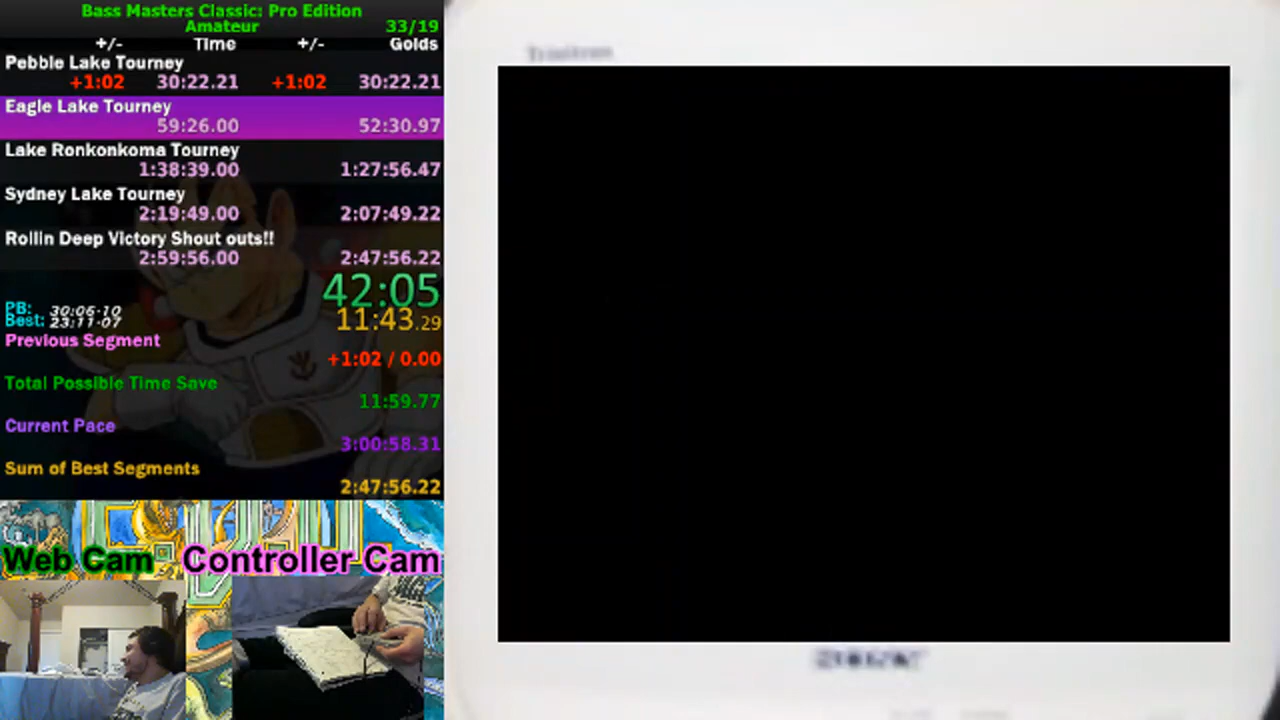 Bass Masters Classic: Pro Edition
Amateur 33/19
+/- Time +/- Golds
Pebble Lake Tourney
+1:02 30:22.21 +1:02 30:22.21
Eagle Lake Tourney
59:26.00 52:30.97
Lake Ronkonkoma Tourney
1:38:39.00 1:27:56.47
Sydney Lake Tourney
2:19:49.00 2:07:49.22
Rollin Deep Victory Shout outs!!
2:59:56.00 2:47:56.22
42:05
PB: 30:06.10
Best: 23:11.07
11:43.29
Previous Segment
+1:02 / 0.00
Total Possible Time Save
11:59.77
Current Pace
3:00:58.31
Sum of Best Segments
2:47:56.22
Web Cam Controller Cam